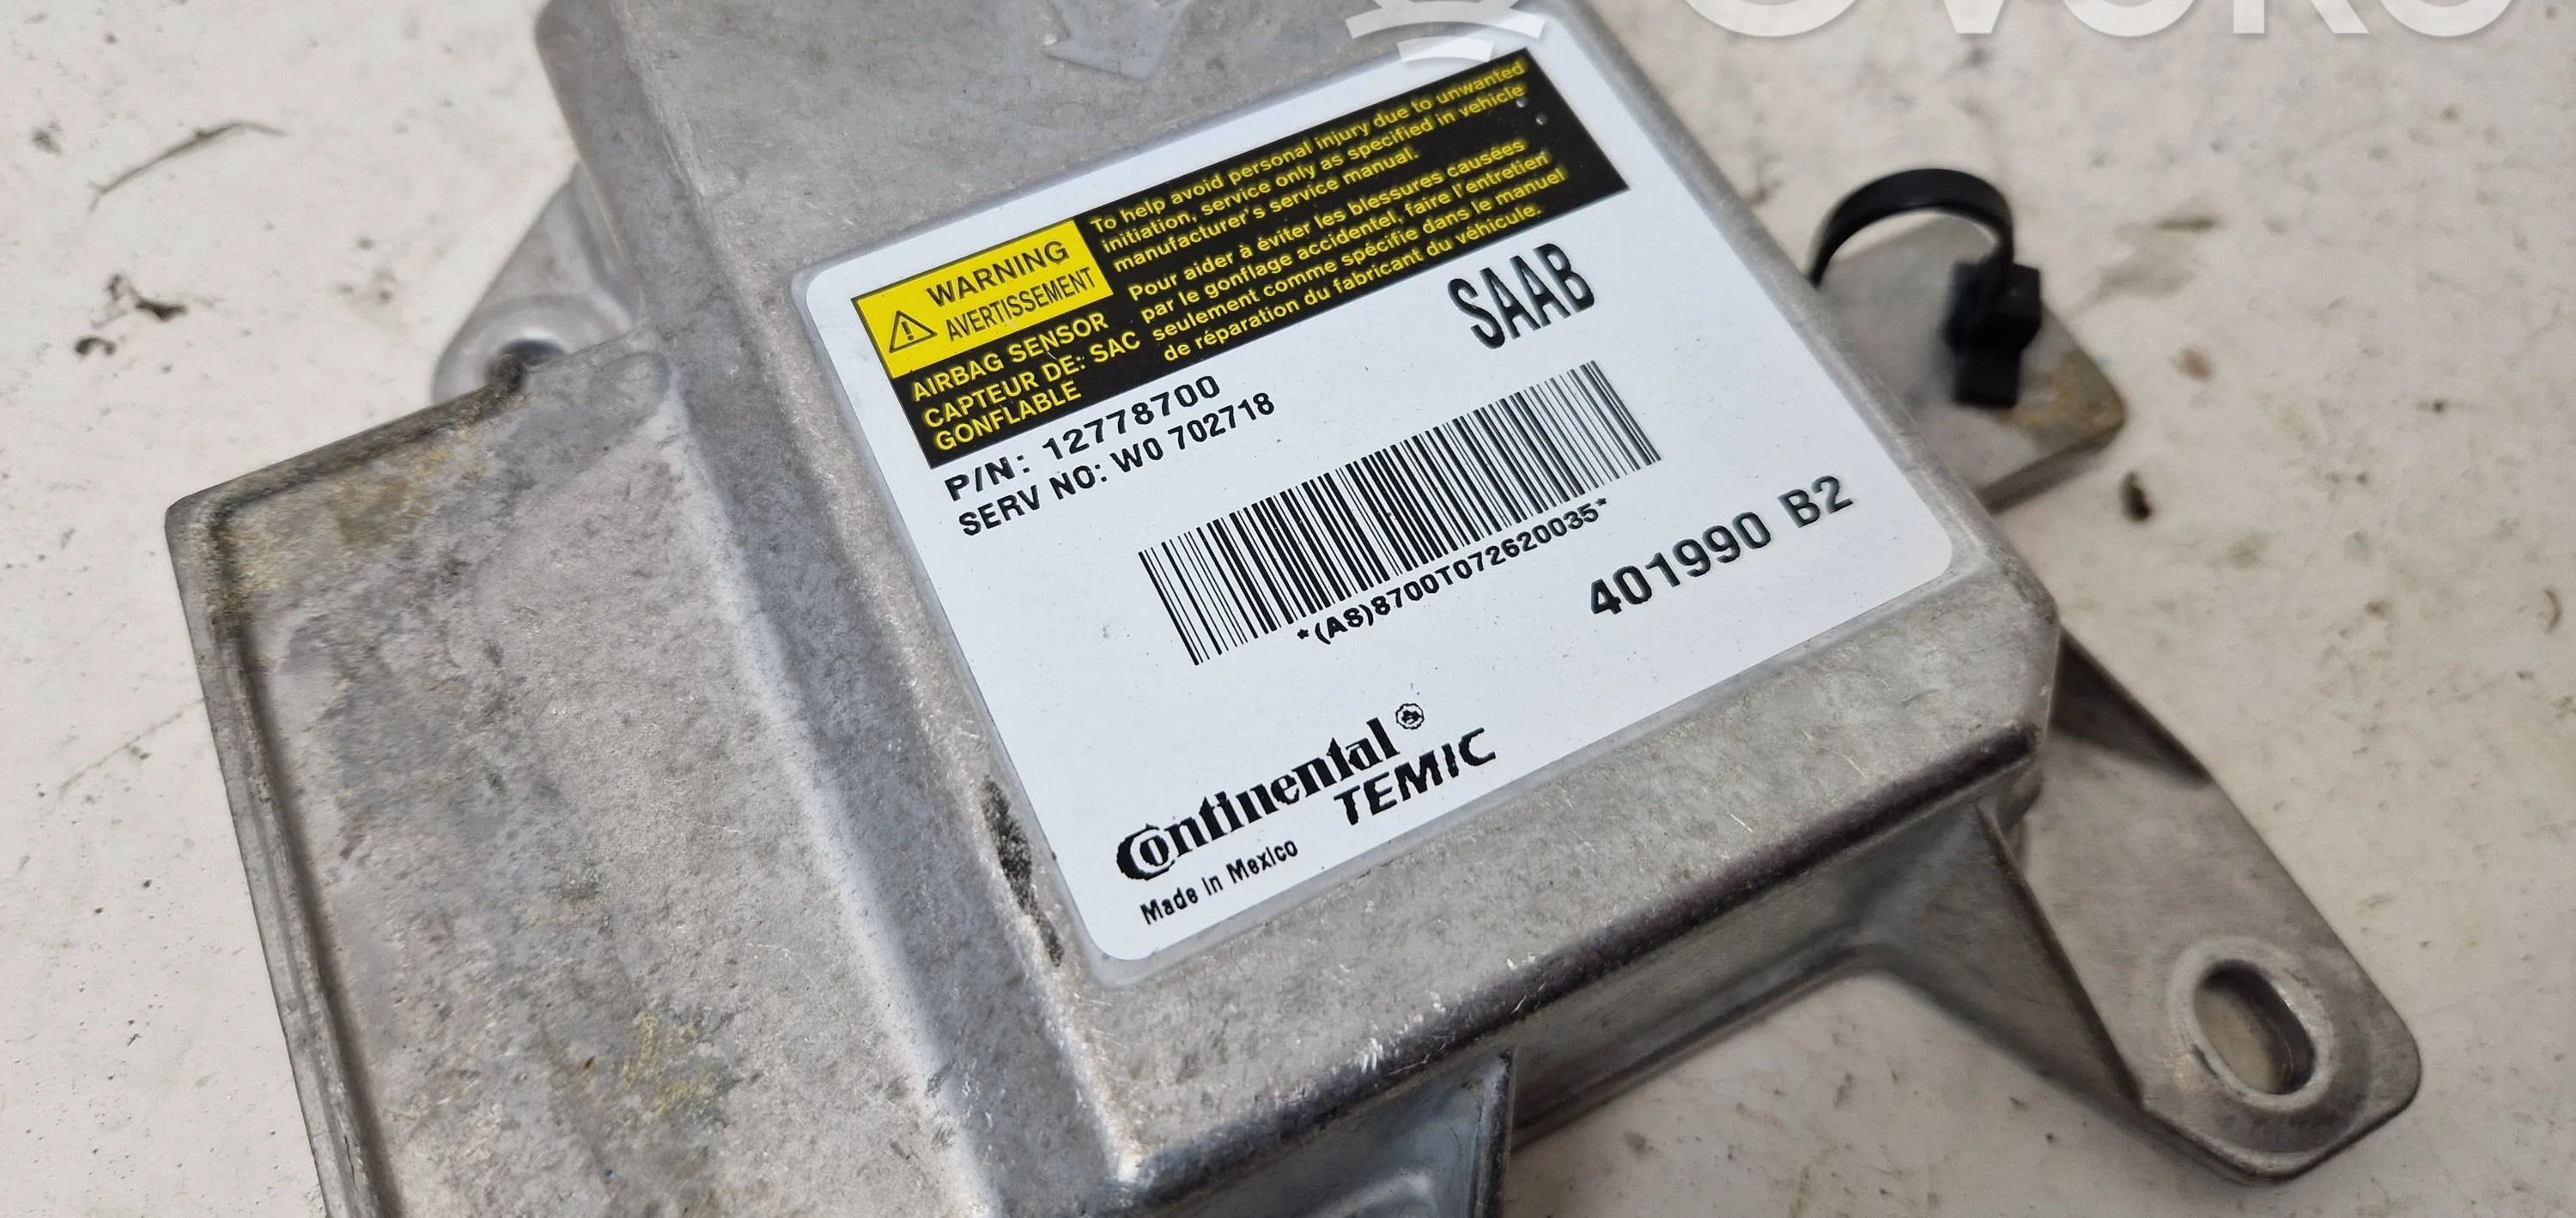 WARNING
AVERTISSEMENT
AIRBAG SENSOR
CAPTEUR DE: SAC
GONFLABLE
To help avoid personal injury due to unwanted
initiation, service only as specified in vehicle
manufacturer's service manual.
Pour aider à éviter les blessures causées
par le gonflage accidentel, faire l'entretien
seulement comme spécifie dans le manuel
de réparation du fabricant du véhicule.
SAAB
P/N: 12778700
SERV NO: W0 702718
*(AS)8700T072620035*
401990 B2
Continental
TEMIC
Made in Mexico